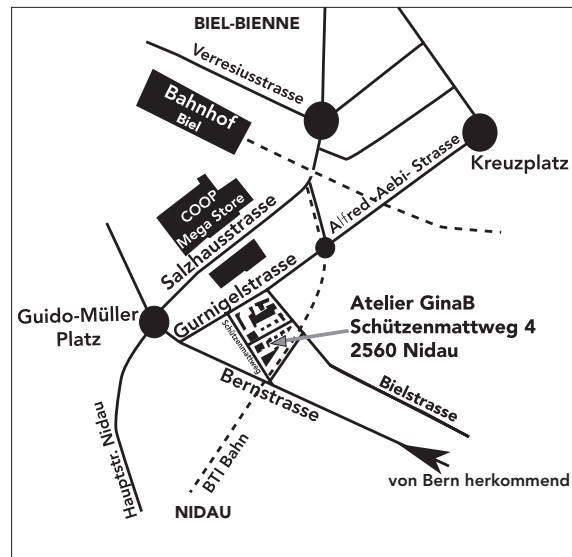 BIEL-BIENNE
Verresiusstrasse
Bahnhof
Biel
Kreuzplatz
Alfred-Aebi-Strasse
COOP
Mega Store
Salzhausstrasse
Gurnigelstrasse
Guido-Müller
Platz
Atelier GinaB
Schützenmattweg 4
2560 Nidau
Schützenmattweg
Bernstrasse
Bielstrasse
Hauptstr. Nidau
BTI Bahn
von Bern herkommend
NIDAU